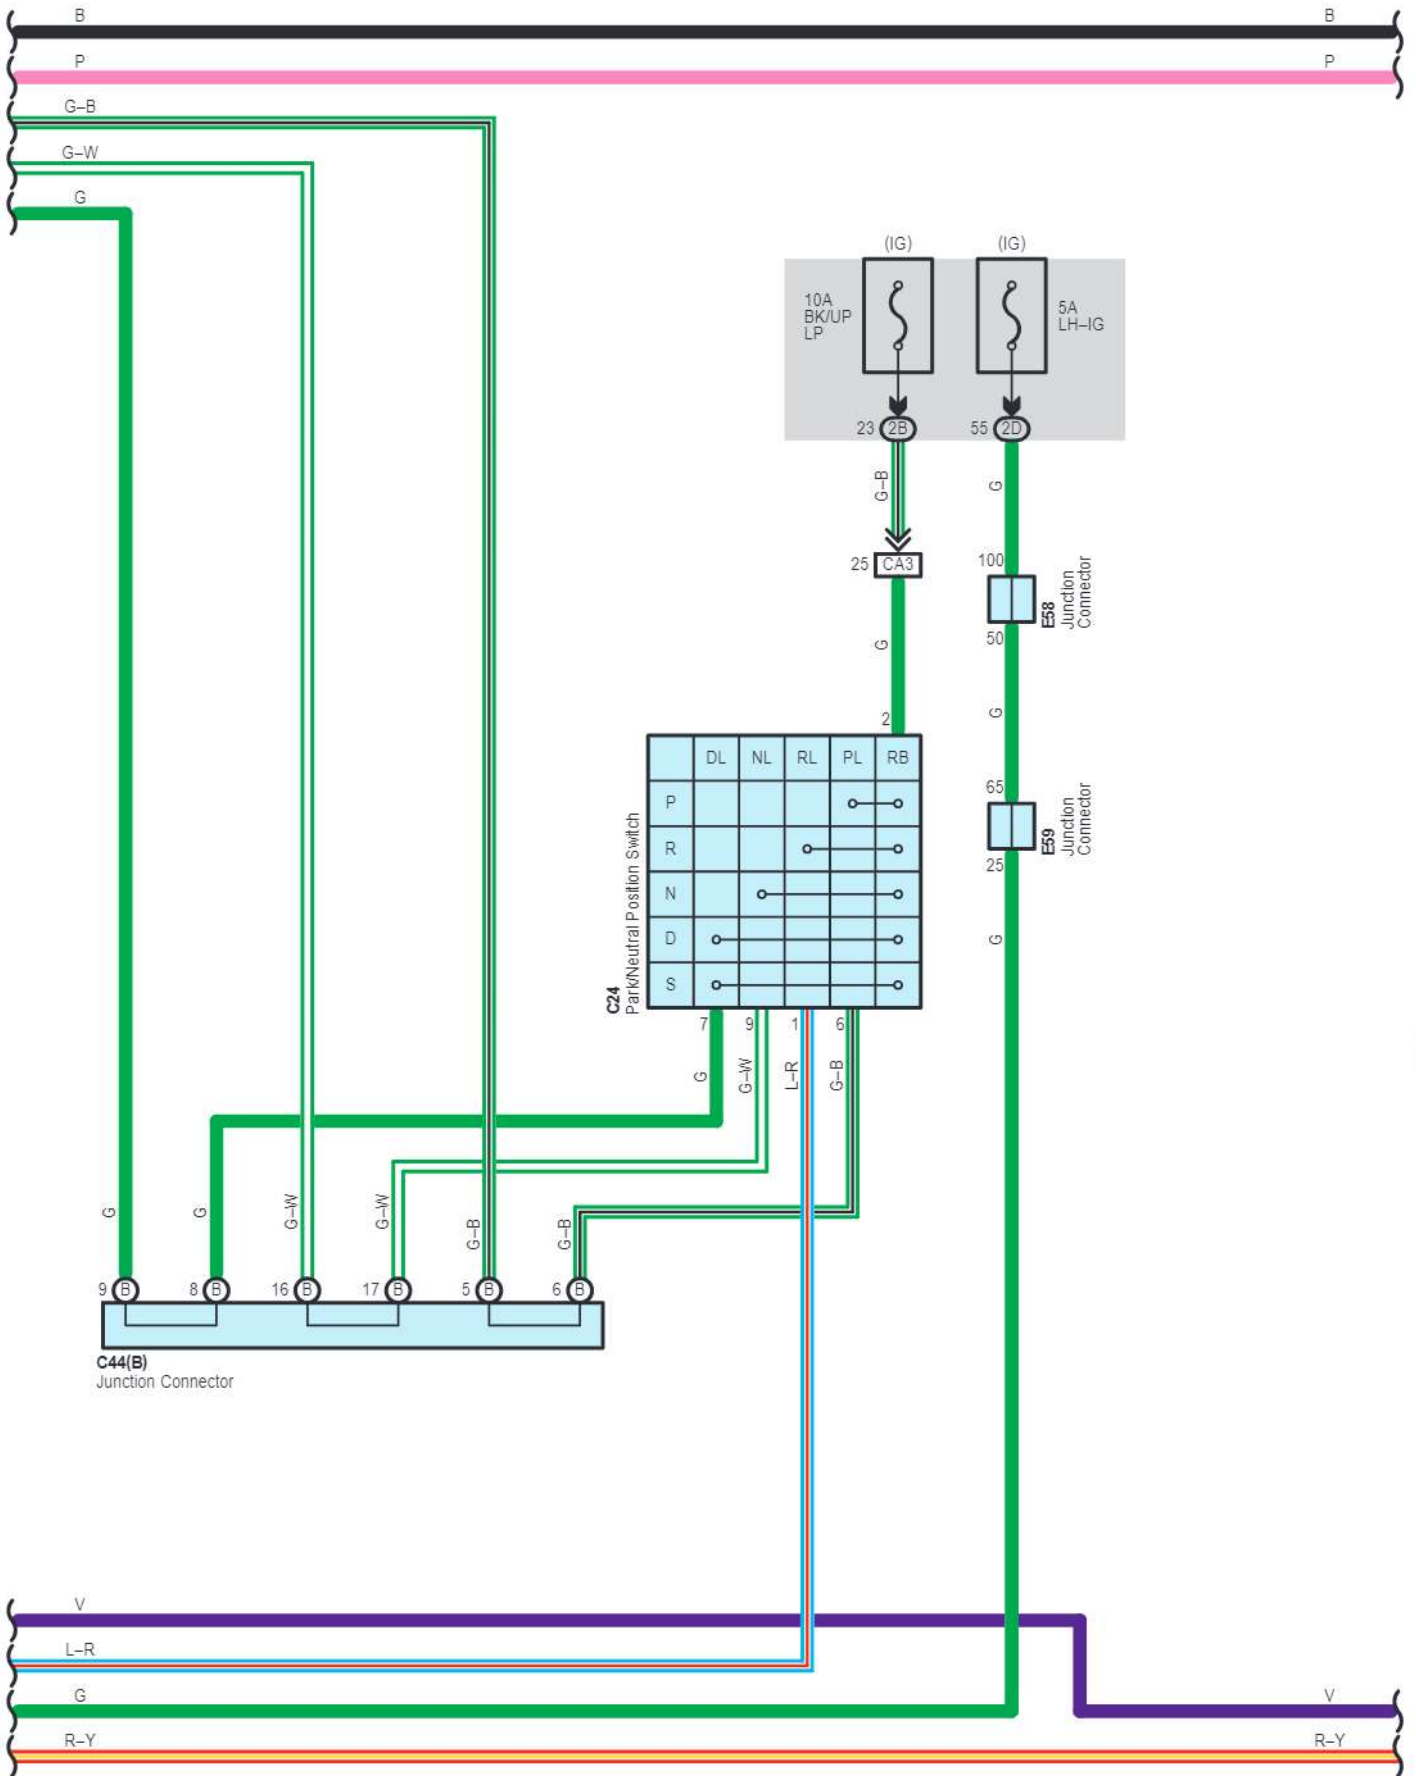 B B
P P
G–B
G–W
G
(IG) (IG)
10A
BK/UP
LP
5A
LH–IG
23 2B 55 2D
G–B G
25 CA3
100
E58
Junction
Connector
50
G G
2
65
E59
Junction
Connector
25
G
C24
Park/Neutral Position Switch
DL NL RL PL RB
P
R
N
D
S
7 9 1 6
G G–W L–R G–B
G G G–W G–W G–B G–B
9 B 8 B 16 B 17 B 5 B 6 B
C44(B)
Junction Connector
V
L–R
G V
R–Y R–Y